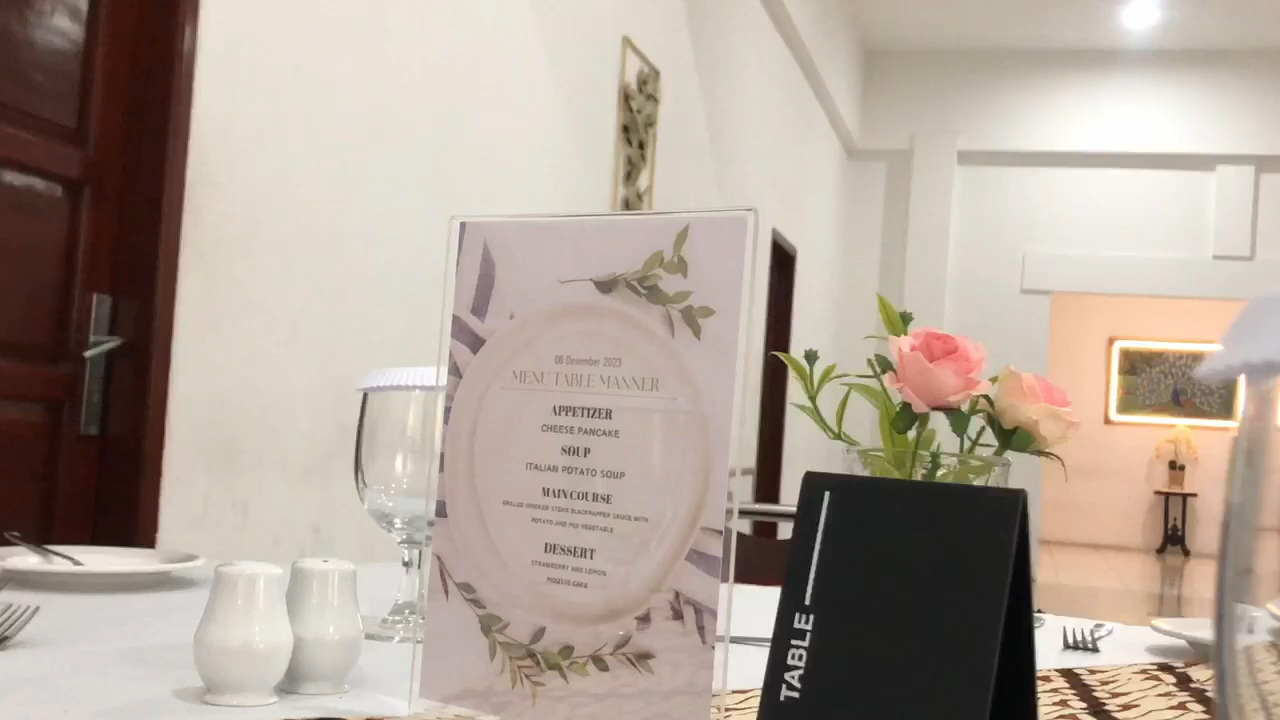 06 Desember 2023
MENU TABLE MANNER
APPETIZER
CHEESE PANCAKE
SOUP
ITALIAN POTATO SOUP
MAIN COURSE
GRILLED CHICKEN STEAK BLACKPAPPER SAUCE WITH
POTATO AND MIX VEGETABLE
DESSERT
STRAWBERRY AND LEMON
MOUSSE CAKE
TABLE